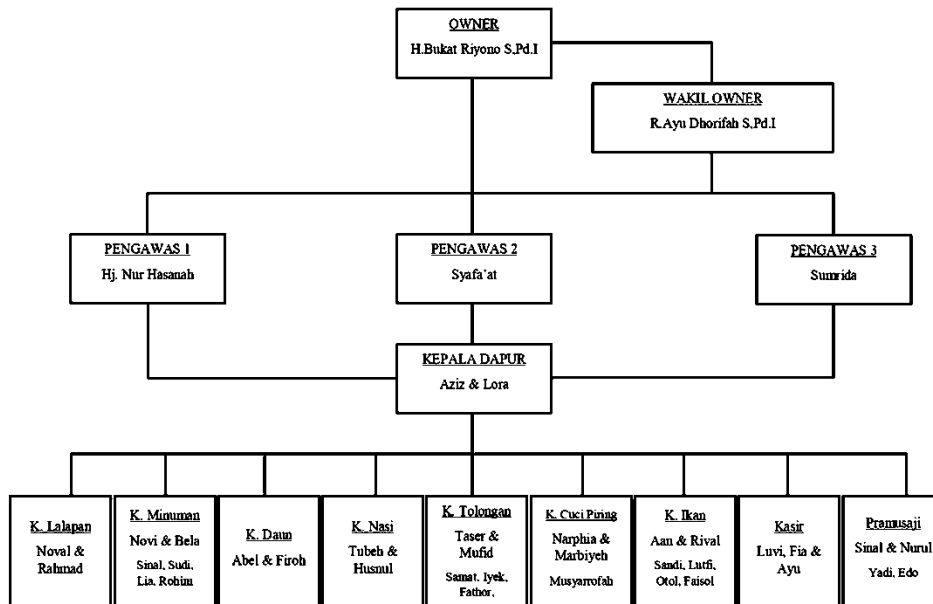 OWNER
H.Bukat Riyono S,Pd.I
WAKIL OWNER
R.Ayu Dhorifah S,Pd.I
PENGAWAS 1
Hj. Nur Hasanah
PENGAWAS 2
Syafa'at
PENGAWAS 3
Sumrida
KEPALA DAPUR
Aziz & Lora
K. Lalapan
Noval &
Rahmad
K. Minuman
Novi & Bela
Sinal, Sudi,
Lia, Rohim
K. Daun
Abel & Firoh
K. Nasi
Tubeh &
Husnul
K. Tolongan
Taser &
Mufid
Samat, Iyek,
Fathor,
K. Cuci Piring
Narphia &
Marbiyeh
Musyarrofah
K. Ikan
Aan & Rival
Sandi, Lutfi,
Otol, Faisol
Kasir
Luvi, Fia &
Ayu
Pramusaji
Sinal & Nurul
Yadi, Edo